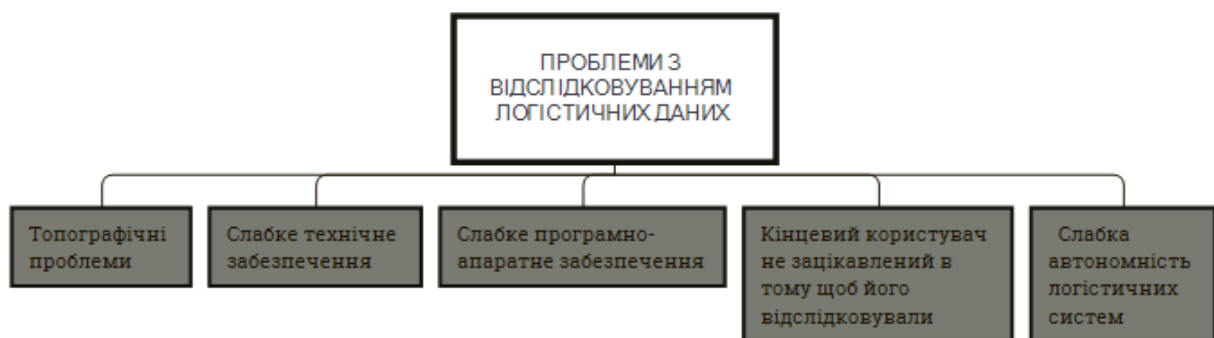 ПРОБЛЕМИ З
ВІДСЛІДКОВУВАННЯМ
ЛОГІСТИЧНИХ ДАНИХ
Топографічні
проблеми
Слабке технічне
забезпечення
Слабке програмно-
апаратне забезпечення
Кінцевий користувач
не зацікавлений в
тому щоб його
відслідковували
Слабка
автономність
логістичних
систем